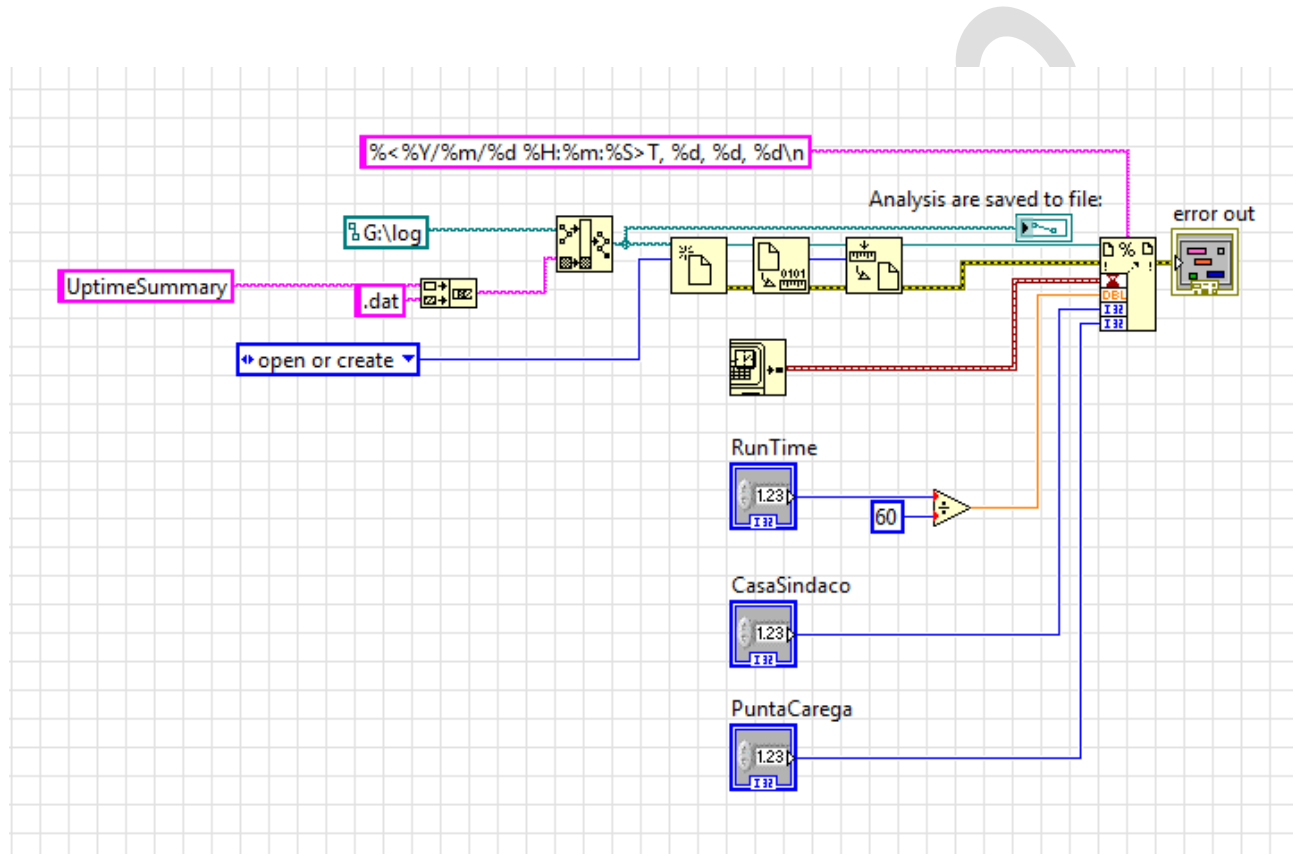 %<%Y/%m/%d %H:%m:%S>T, %d, %d, %d\n
Analysis are saved to file:
error out
G:\log
UptimeSummary
.dat
open or create
0101
%
DBL
I32
I32
RunTime
1.23
I32
60
÷
CasaSindaco
1.23
I32
PuntaCarega
1.23
I32